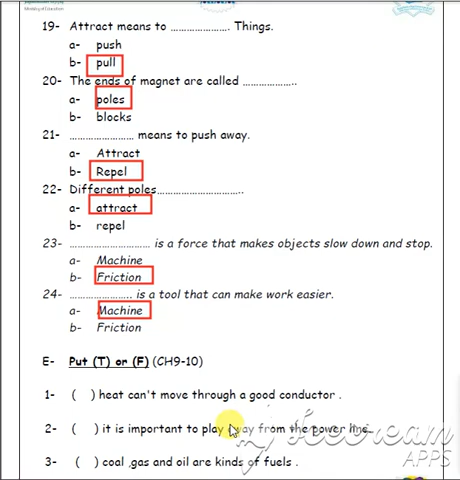 19- Attract means to ………………… . Things.
a- push
b- pull
20- The ends of magnet are called ………………..
a- poles
b- blocks
21- …………………… means to push away.
a- Attract
b- Repel
22- Different poles…………………………..
a- attract
b- repel
23- ………………………… is a force that makes objects slow down and stop.
a- Machine
b- Friction
24- ………………….. is a tool that can make work easier.
a- Machine
b- Friction
E- Put (T) or (F) (CH9-10)
1- ( ) heat can't move through a good conductor .
2- ( ) it is important to play away from the power line.
3- ( ) coal ,gas and oil are kinds of fuels .
Icecream
APPS